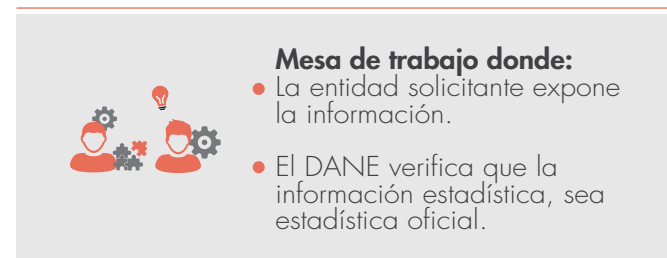 Mesa de trabajo donde:
La entidad solicitante expone
la información.
El DANE verifica que la
información estadística, sea
estadística oficial.